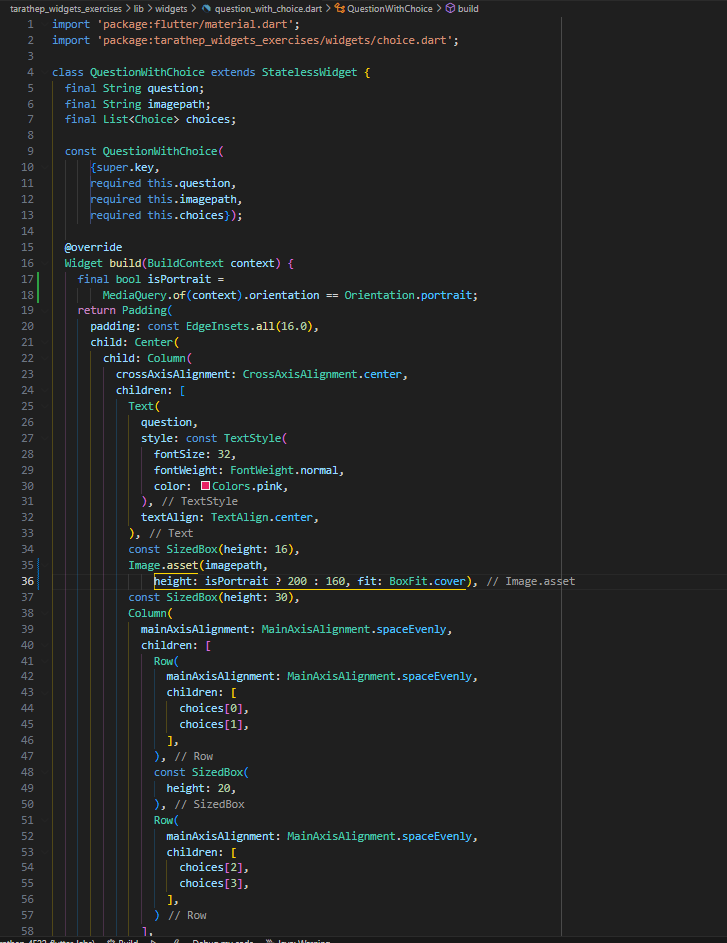 tarathep_widgets_exercises > lib > widgets > question_with_choice.dart > QuestionWithChoice > build
1 import 'package:flutter/material.dart';
2 import 'package:tarathep_widgets_exercises/widgets/choice.dart';
3
4 class QuestionWithChoice extends StatelessWidget {
5 final String question;
6 final String imagepath;
7 final List<Choice> choices;
8
9 const QuestionWithChoice(
10 {super.key,
11 required this.question,
12 required this.imagepath,
13 required this.choices});
14
15 @override
16 Widget build(BuildContext context) {
17 final bool isPortrait =
18 MediaQuery.of(context).orientation == Orientation.portrait;
19 return Padding(
20 padding: const EdgeInsets.all(16.0),
21 child: Center(
22 child: Column(
23 crossAxisAlignment: CrossAxisAlignment.center,
24 children: [
25 Text(
26 question,
27 style: const TextStyle(
28 fontSize: 32,
29 fontWeight: FontWeight.normal,
30 color: Colors.pink,
31 ), // TextStyle
32 textAlign: TextAlign.center,
33 ), // Text
34 const SizedBox(height: 16),
35 Image.asset(imagepath,
36 height: isPortrait ? 200 : 160, fit: BoxFit.cover), // Image.asset
37 const SizedBox(height: 30),
38 Column(
39 mainAxisAlignment: MainAxisAlignment.spaceEvenly,
40 children: [
41 Row(
42 mainAxisAlignment: MainAxisAlignment.spaceEvenly,
43 children: [
44 choices[0],
45 choices[1],
46 ],
47 ), // Row
48 const SizedBox(
49 height: 20,
50 ), // SizedBox
51 Row(
52 mainAxisAlignment: MainAxisAlignment.spaceEvenly,
53 children: [
54 choices[2],
55 choices[3],
56 ],
57 ) // Row
58 ],